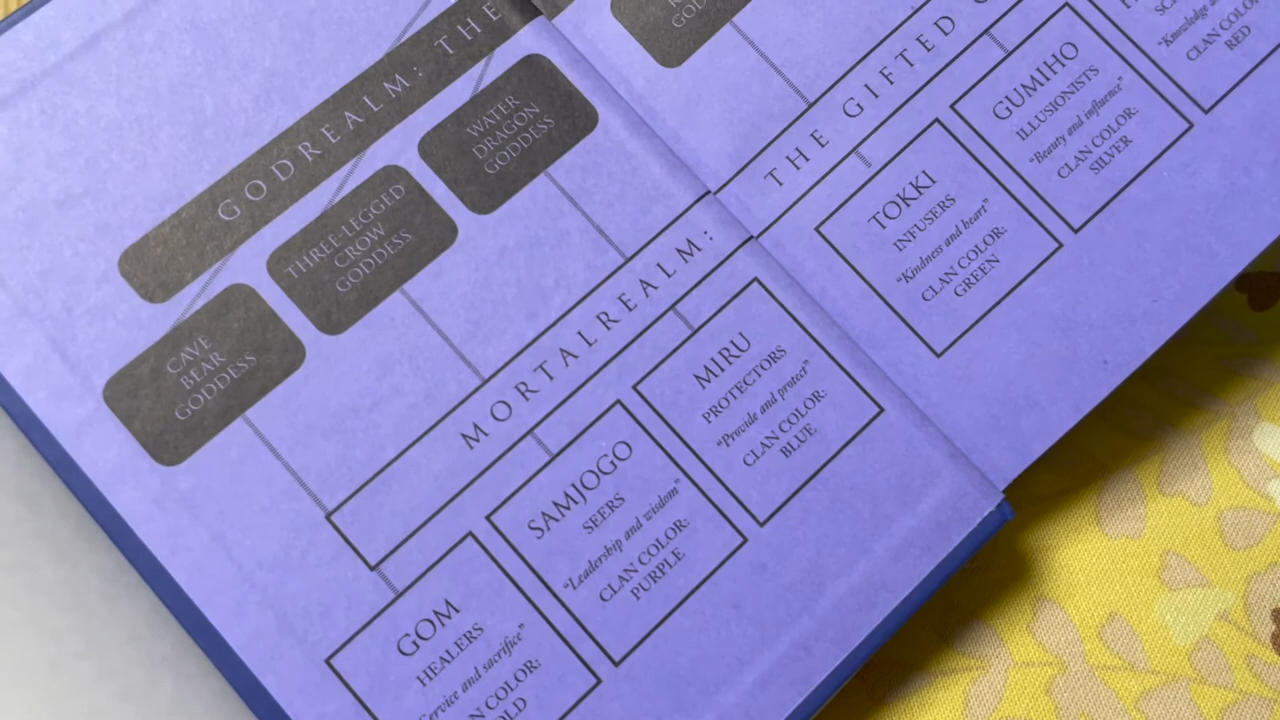 GODREALM: THE
CAVE
BEAR
GODDESS
THREE-LEGGED
CROW
GODDESS
WATER
DRAGON
GODDESS
MORTALREALM:
THE GIFTED
GOM
HEALERS
SAMJOGO
SEERS
"Leadership and wisdom"
CLAN COLOR:
PURPLE
MIRU
PROTECTORS
"Provide and protect"
CLAN COLOR:
BLUE
TOKKI
INFUSERS
"Kindness and heart"
CLAN COLOR:
GREEN
GUMIHO
ILLUSIONISTS
"Beauty and influence"
CLAN COLOR:
SILVER
"Knowledge
CLAN COLOR:
RED